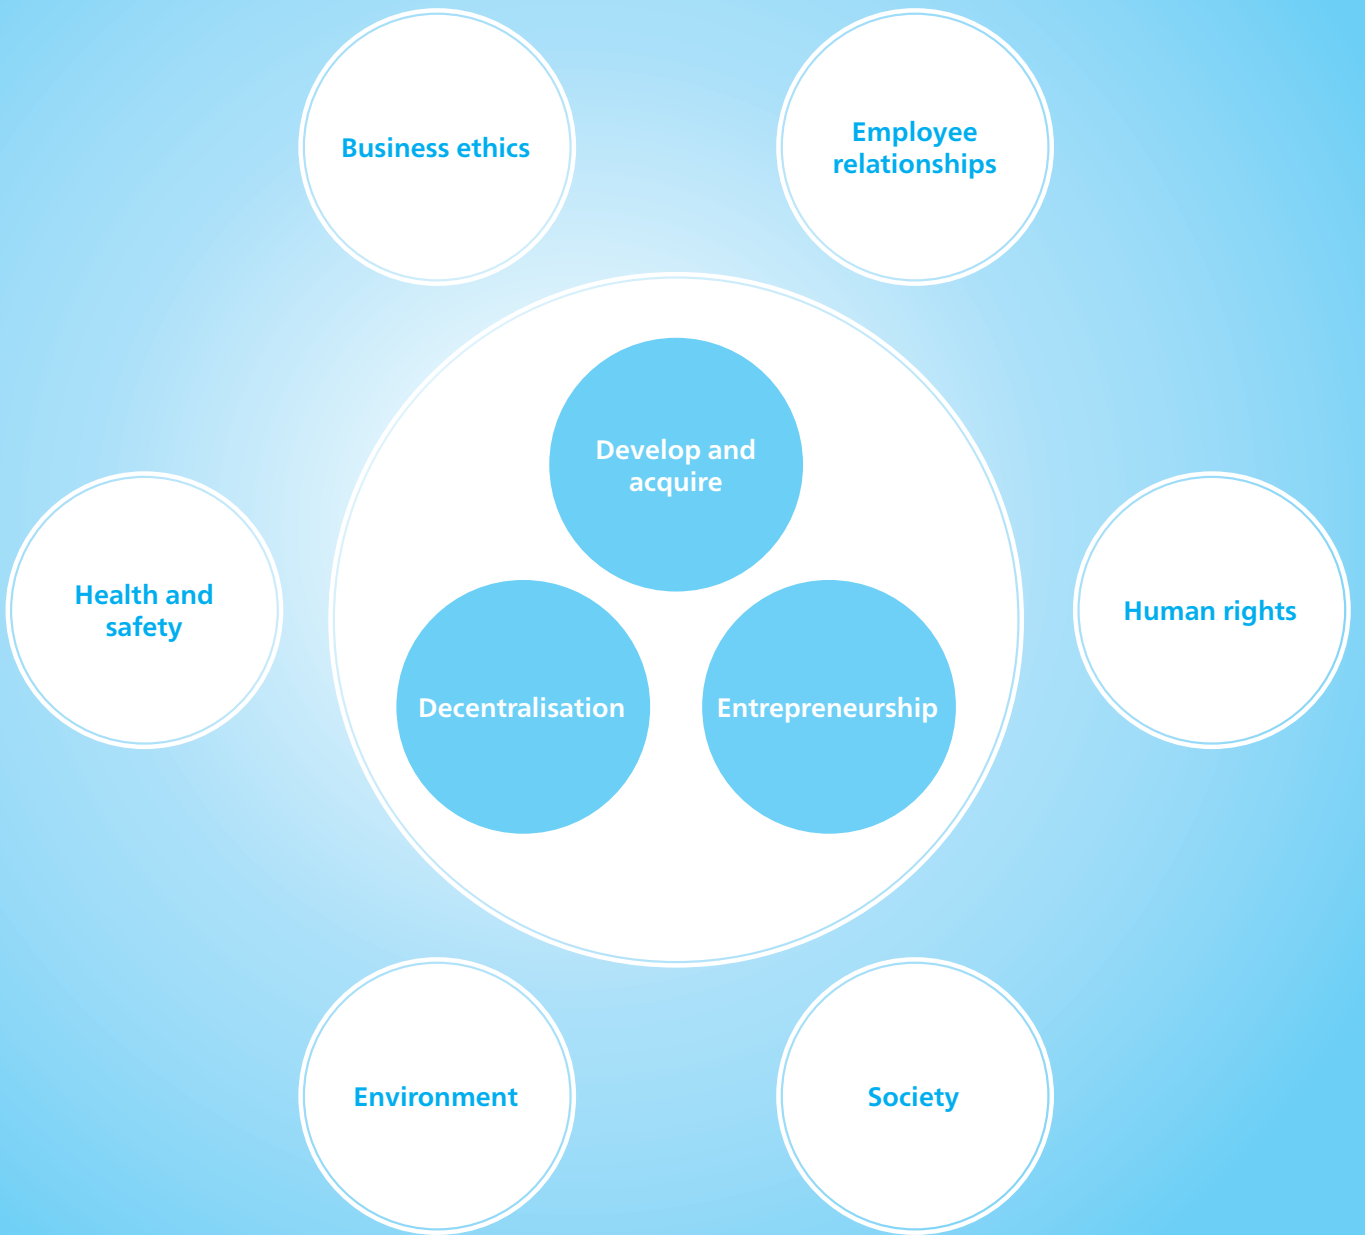 Business ethics
Employee
relationships
Develop and
acquire
Health and
safety
Human rights
Decentralisation
Entrepreneurship
Environment
Society